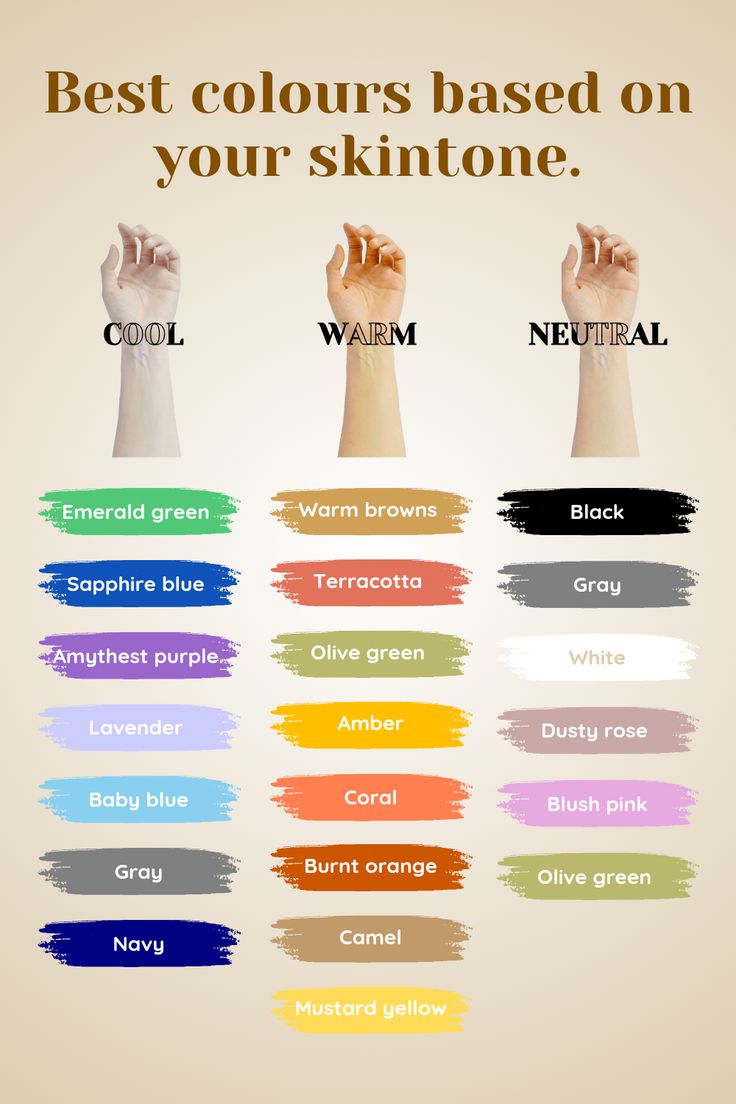 Best colours based on
your skintone.
COOL
WARM
NEUTRAL
Emerald green
Sapphire blue
Amythest purple
Lavender
Baby blue
Gray
Navy
Warm browns
Terracotta
Olive green
Amber
Coral
Burnt orange
Camel
Mustard yellow
Black
Gray
White
Dusty rose
Blush pink
Olive green